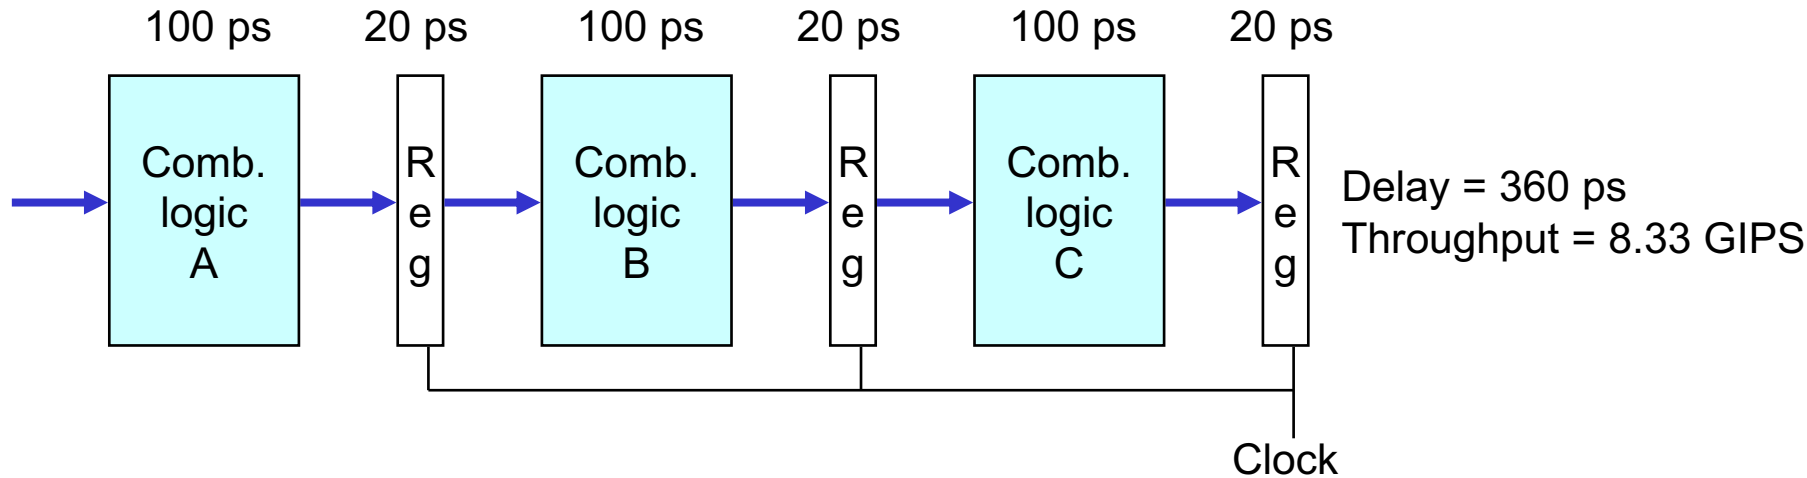 100 ps
20 ps
100 ps
20 ps
100 ps
20 ps
Comb.
logic
A
R
e
g
Comb.
logic
B
R
e
g
Comb.
logic
C
R
e
g
Delay = 360 ps
Throughput = 8.33 GIPS
Clock